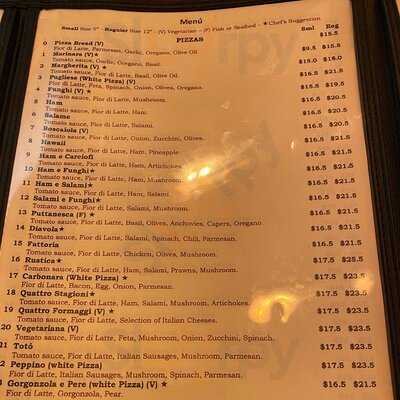 Menú
Small Size 9" - Regular Size 12" - (V) Vegetarian - (F) Fish or Seafood - ★Chef's Suggestion
PIZZAS Sml Reg
0 Pizza Bread (V) $15.5
Fior di Latte, Parmesan, Garlic, Oregano, Olive Oil
1 Marinara (V)★ $9.5 $15.5
Tomato sauce, Garlic, Oregano, Basil.
2 Margherita (V)★ $15.0 $16.0
Tomato sauce, Fior di Latte, Basil, Olive Oil.
3 Pugliese (White Pizza) (V) $16.5 $21.5
Fior di Latte, Feta, Spinach, Onion, Olives, Oregano.
4 Funghi (V)★ $15.5 $19.5
Tomato sauce, Fior di Latte, Mushroom.
5 Ham $16.5 $20.5
Tomato sauce, Fior di Latte, Ham.
6 Salame $16.5 $20.5
Tomato sauce, Fior di Latte, Salami.
7 Boscaiola (V) $16.5 $20.5
Tomato sauce, Fior di Latte, Onion, Zucchini, Olives.
8 Hawaii $16.5 $21.5
Tomato sauce, Fior di Latte, Ham, Pineapple.
9 Ham e Carciofi $16.5 $21.5
Tomato sauce, Fior di Latte, Ham, Artichokes.
10 Ham e Funghi★ $16.5 $21.5
Tomato sauce, Fior di Latte, Ham, Mushroom.
11 Ham e Salami★ $16.5 $21.5
Tomato sauce, Fior di Latte, Ham, Salami.
12 Salami e Funghi★ $16.5 $21.5
Tomato sauce, Fior di Latte, Salami, Mushroom.
13 Puttanesca (F) ★ $16.5 $21.5
Tomato sauce, Fior di Latte, Basil, Olives, Anchovies, Capers, Oregano
14 Diavola★ $16.5 $21.5
Tomato sauce, Fior di Latte, Salami, Spinach, Chili, Parmesan.
15 Fattoria $16.5 $21.5
Tomato sauce, Fior di Latte, Chicken, Olives, Mushroom.
16 Rustica★ $17.5 $25.5
Tomato sauce, Fior di Latte, Ham, Salami, Prawns, Mushroom.
17 Carbonara (White Pizza) ★ $17.5 $23.5
Fior di Latte, Bacon, Egg, Onion, Parmesan.
18 Quattro Stagioni★ $17.5 $23.5
Tomato sauce, Fior di Latte, Ham, Salami, Mushroom, Artichokes.
19 Quattro Formaggi (V) ★ $17.5 $23.5
Tomato sauce, Fior di Latte, Selection of Italian Cheeses.
20 Vegetariana (V) $17.5 $23.5
Tomato sauce, Fior di Latte, Feta, Mushroom, Onion, Zucchini, Spinach.
21 Totó $17.5 $23.5
Tomato sauce, Fior di Latte, Italian Sausages, Mushroom, Parmesan.
2 Peppino (white Pizza) $17.5 $23.5
Fior di Latte, Italian Sausages, Mushroom, Spinach, Parmesan.
Gorgonzola e Pere (white Pizza) (V) ★ $16.5 $21.5
Fior di Latte, Gorgonzola, Pear.